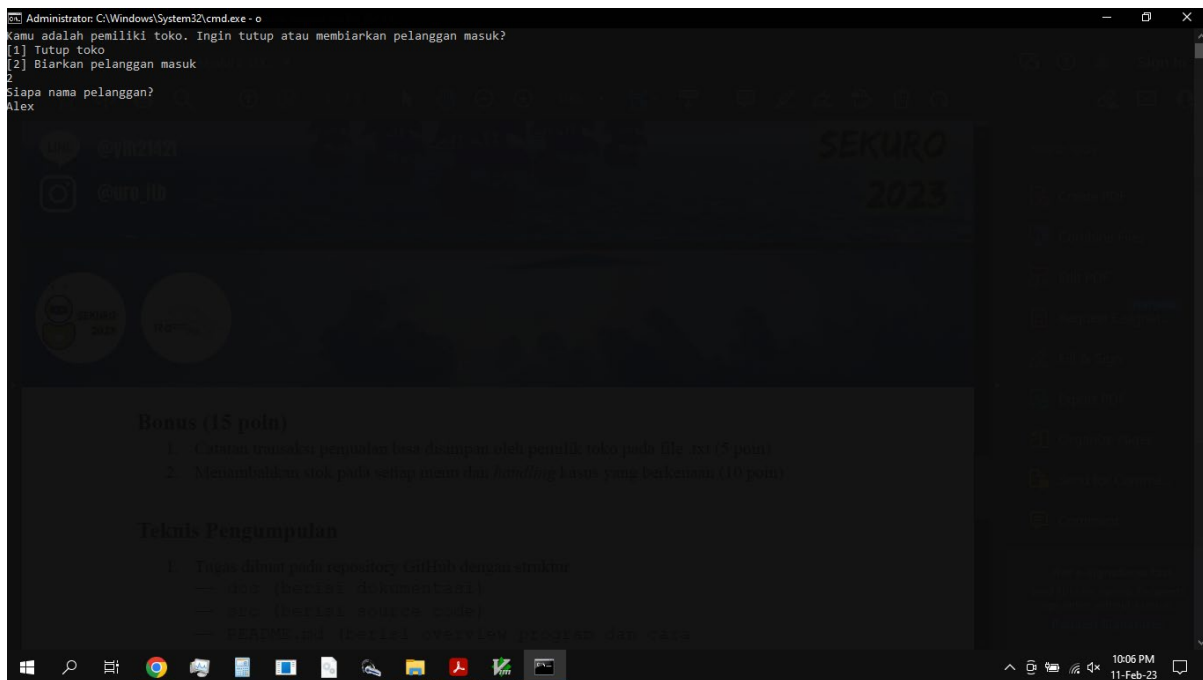 Administrator: C:\Windows\System32\cmd.exe - o
Kamu adalah pemiliki toko. Ingin tutup atau membiarkan pelanggan masuk?
[1] Tutup toko
[2] Biarkan pelanggan masuk
2
Siapa nama pelanggan?
Alex
SEKURO
2023
@uro_itb
Bonus (15 poin)
1. Catatan transaksi penjualan bisa disimpan oleh pemilik toko pada file .txt (5 poin)
2. Menambahkan stok pada setiap menu dan handling kasus yang berkenaan (10 poin)
Teknis Pengumpulan
1. Tugas dibuat pada repository GitHub dengan struktur
── doc (berisi dokumentasi)
── src (berisi source code)
── README.md (berisi overview program dan cara
10:06 PM
11-Feb-23